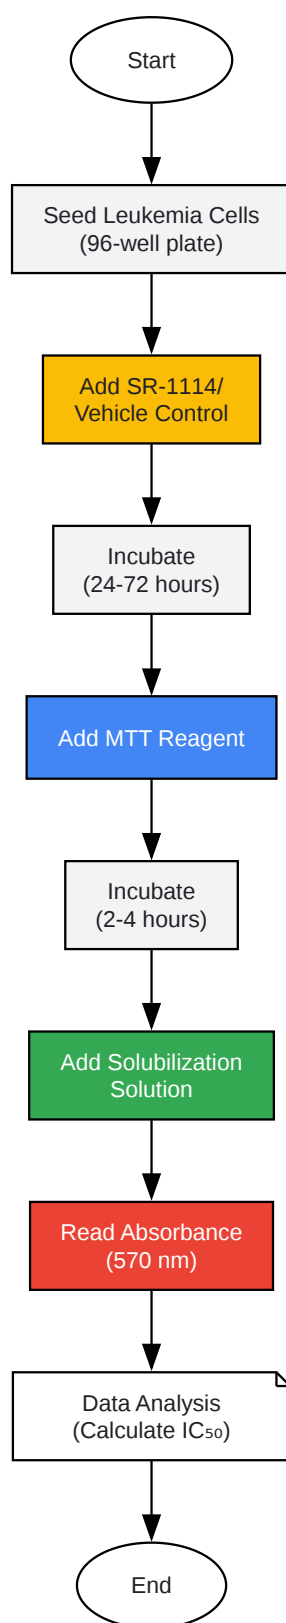 Start
Seed Leukemia Cells
(96-well plate)
Add SR-1114/
Vehicle Control
Incubate
(24-72 hours)
Add MTT Reagent
Incubate
(2-4 hours)
Add Solubilization
Solution
Read Absorbance
(570 nm)
Data Analysis
(Calculate IC₅₀)
End